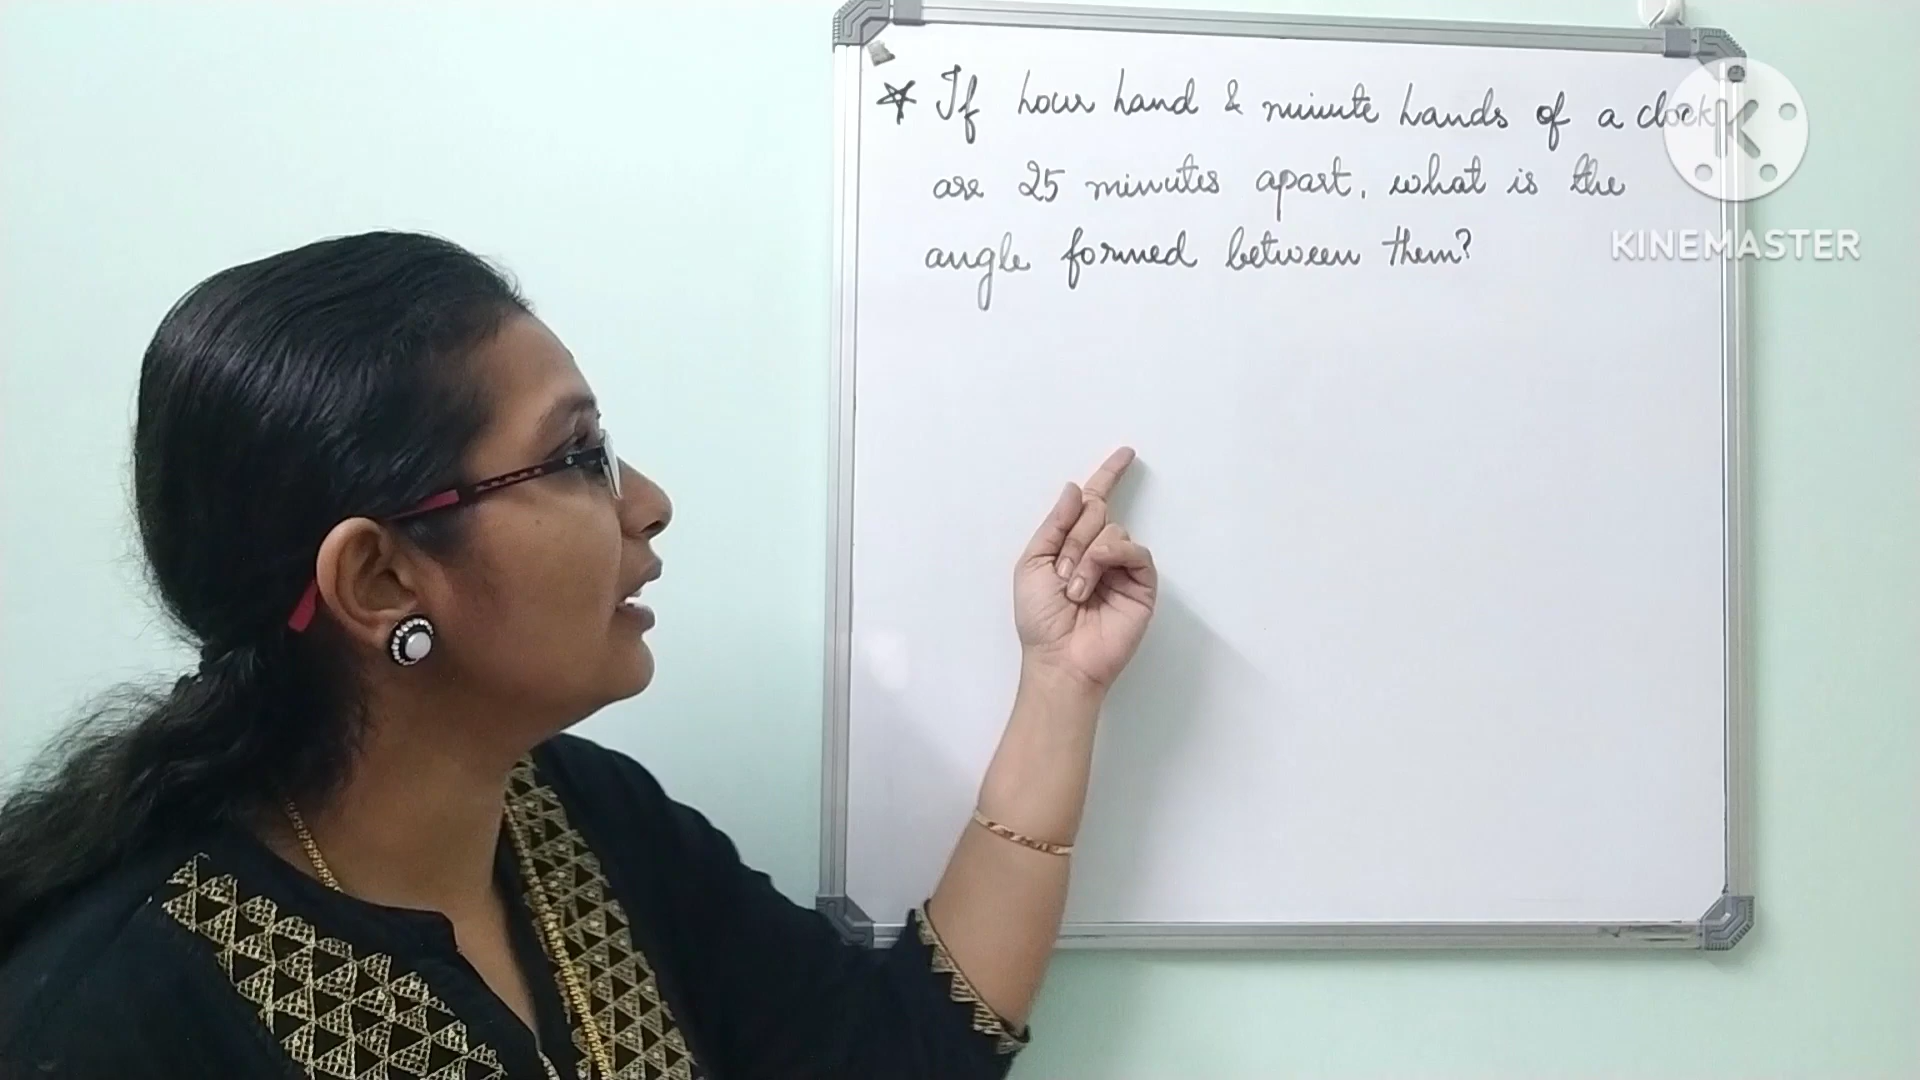 ☆ If hour hand & minute hands of a clock
are 25 minutes apart, what is the
angle formed between them?
KINEMASTER